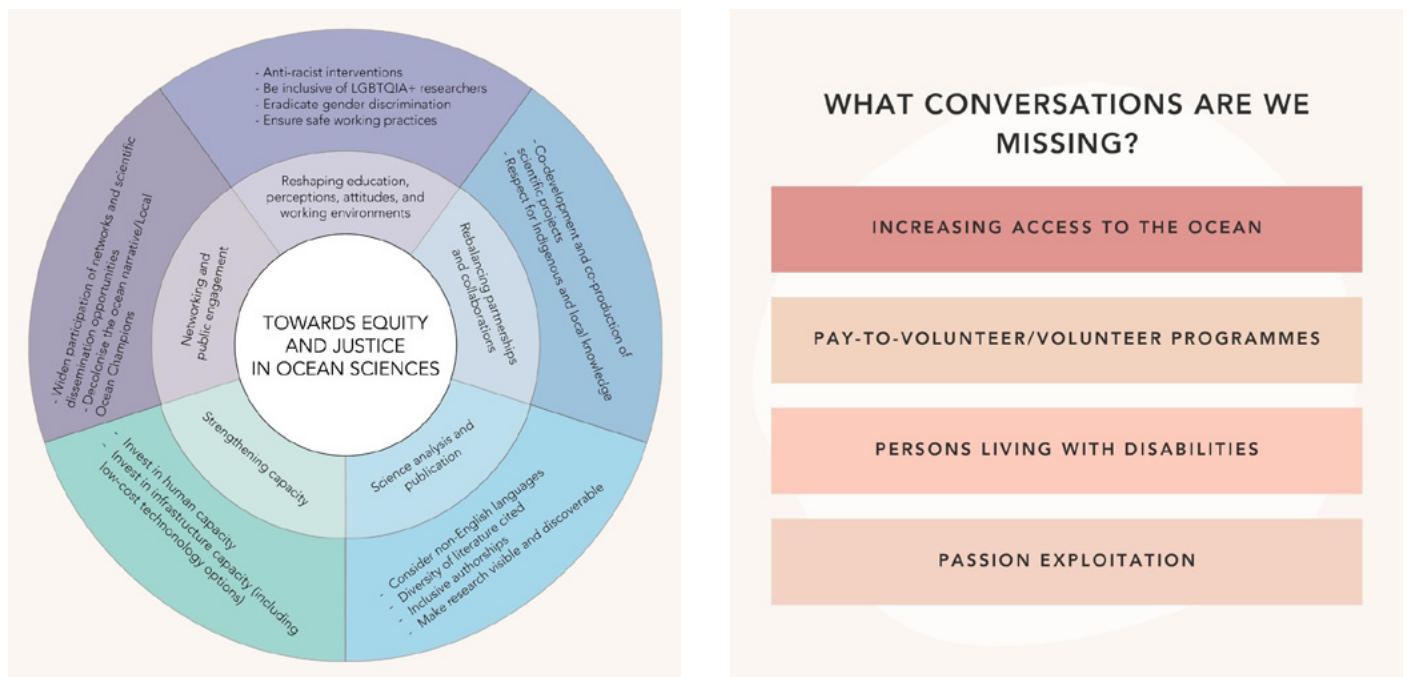 - Anti-racist interventions
- Be inclusive of LGBTQIA+ researchers
- Eradicate gender discrimination
- Ensure safe working practices
Reshaping education,
perceptions, attitudes, and
working environments
- Co-development and co-production of
scientific projects
- Respect for Indigenous and local knowledge
Rebalancing partnerships
and collaborations
- Consider non-English languages
- Diversity of literature cited
- Inclusive authorships
- Make research visible and discoverable
Science analysis and
publication
- Invest in human capacity
- Invest in infrastructure capacity (including
low-cost technonology options)
Strengthening capacity
- Widen participation of networks and scientific
dissemination opportunities
- Decolonise the ocean narrative/Local
Ocean Champions
Networking and
public engagement
TOWARDS EQUITY
AND JUSTICE
IN OCEAN SCIENCES
WHAT CONVERSATIONS ARE WE
MISSING?
INCREASING ACCESS TO THE OCEAN
PAY-TO-VOLUNTEER/VOLUNTEER PROGRAMMES
PERSONS LIVING WITH DISABILITIES
PASSION EXPLOITATION